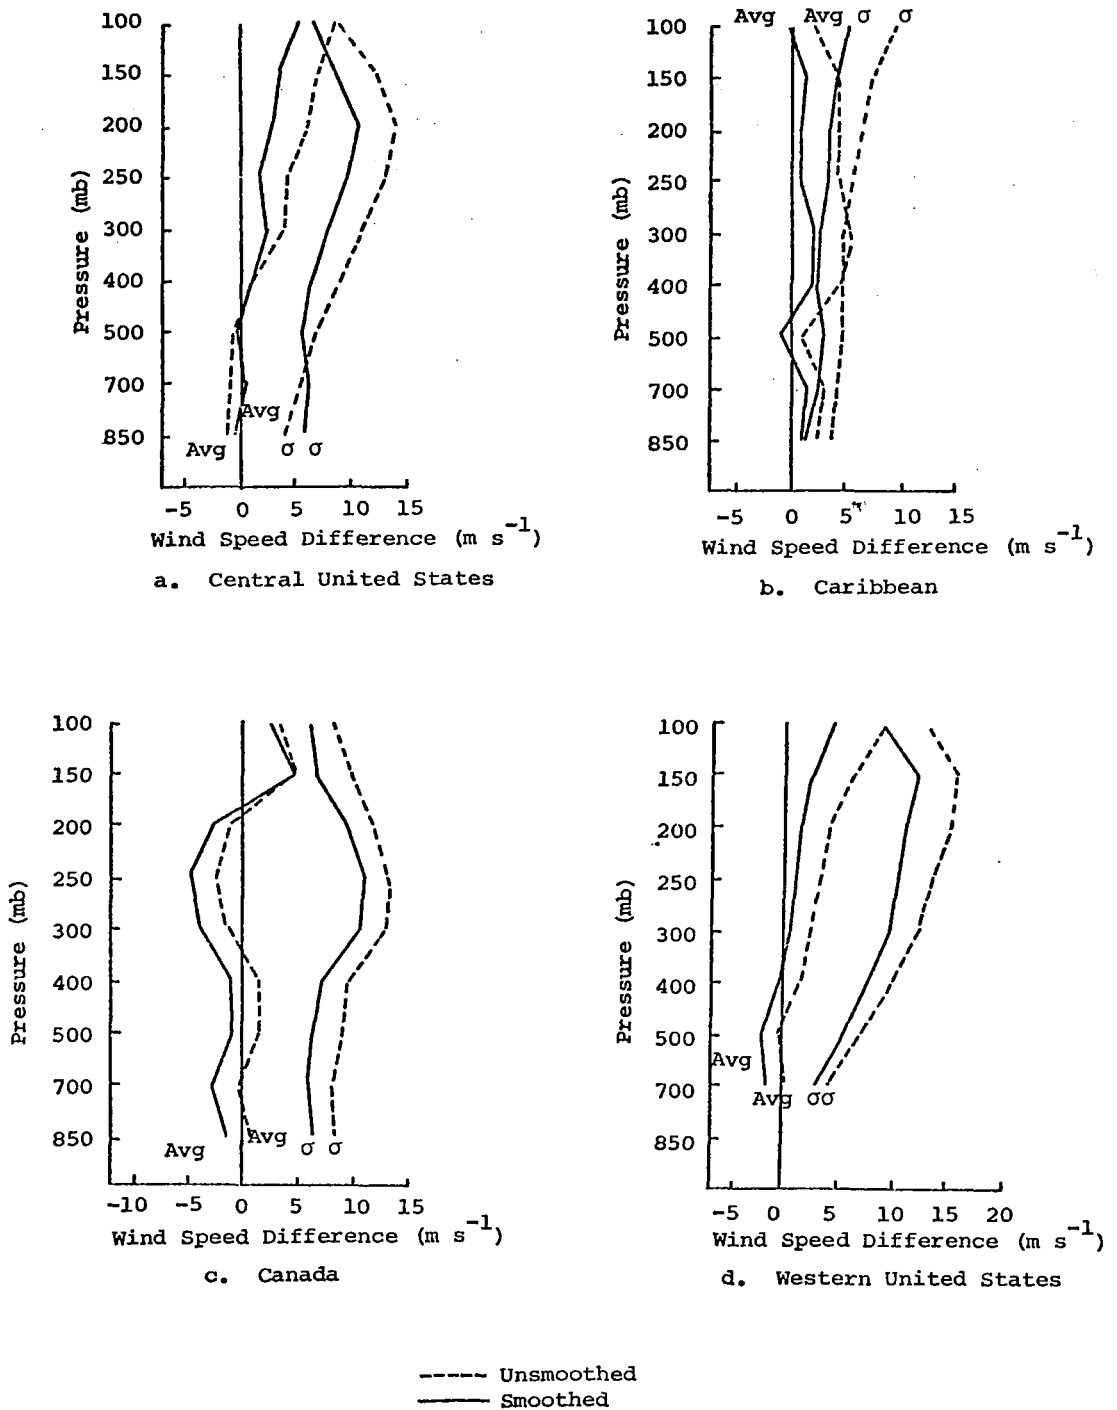 100
150
200
250
300
400
500
700
850
Pressure (mb)
Avg
Avg
σ
σ
-5 0 5 10 15
Wind Speed Difference (m s-1)
a. Central United States
Avg Avg σ σ
100
150
200
250
300
400
500
700
850
Pressure (mb)
-5 0 5 10 15
Wind Speed Difference (m s-1)
b. Caribbean
100
150
200
250
300
400
500
700
850
Pressure (mb)
Avg Avg σ σ
-10 -5 0 5 10 15
Wind Speed Difference (m s-1)
c. Canada
100
150
200
250
300
400
500
700
850
Pressure (mb)
Avg
Avg σσ
-5 0 5 10 15 20
Wind Speed Difference (m s-1)
d. Western United States
Unsmoothed
Smoothed